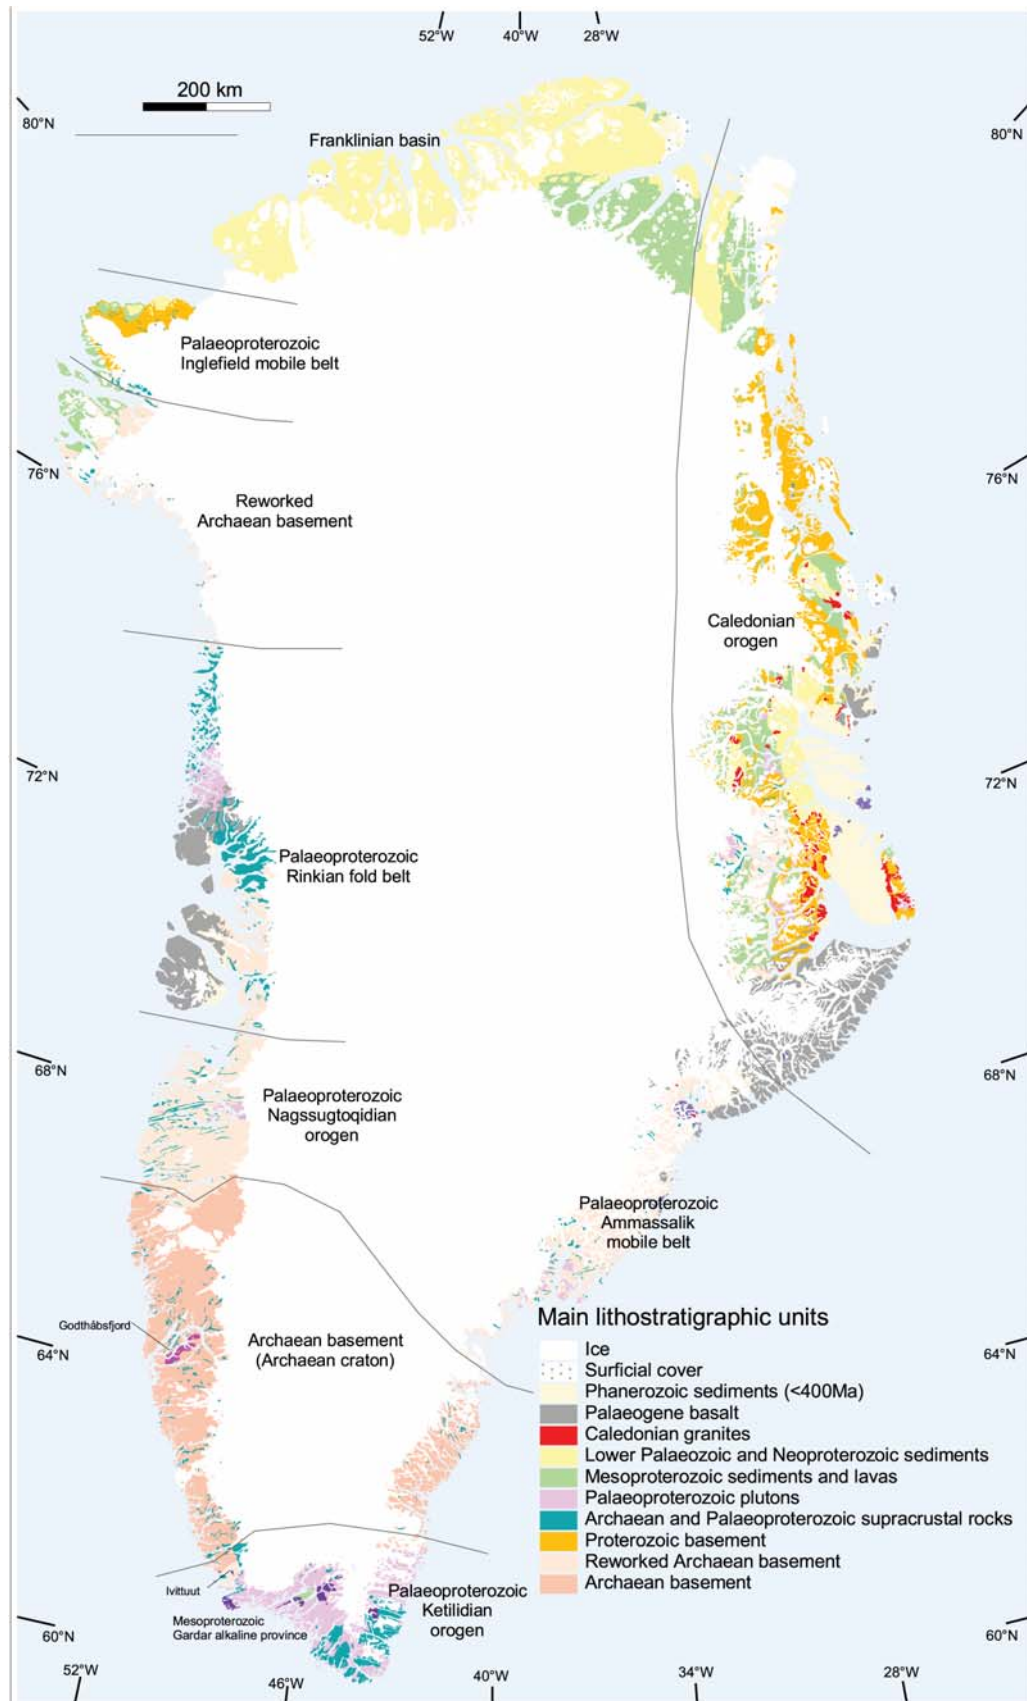 52°W 40°W 28°W
200 km
80°N
80°N
Franklinian basin
Palaeoproterozoic
Inglefield mobile belt
76°N
76°N
Reworked
Archaean basement
Caledonian
orogen
72°N
72°N
Palaeoproterozoic
Rinkian fold belt
68°N
68°N
Palaeoproterozoic
Nagssugtoqidian
orogen
Palaeoproterozoic
Ammassalik
mobile belt
Godthåbsfjord
64°N
64°N
Archaean basement
(Archaean craton)
Main lithostratigraphic units
Ice
Surficial cover
Phanerozoic sediments (<400Ma)
Palaeogene basalt
Caledonian granites
Lower Palaeozoic and Neoproterozoic sediments
Mesoproterozoic sediments and lavas
Palaeoproterozoic plutons
Archaean and Palaeoproterozoic supracrustal rocks
Proterozoic basement
Reworked Archaean basement
Archaean basement
Ivittuut
Mesoproterozoic
Gardar alkaline province
Palaeoproterozoic
Ketilidian
orogen
60°N
60°N
52°W 46°W 40°W 34°W 28°W